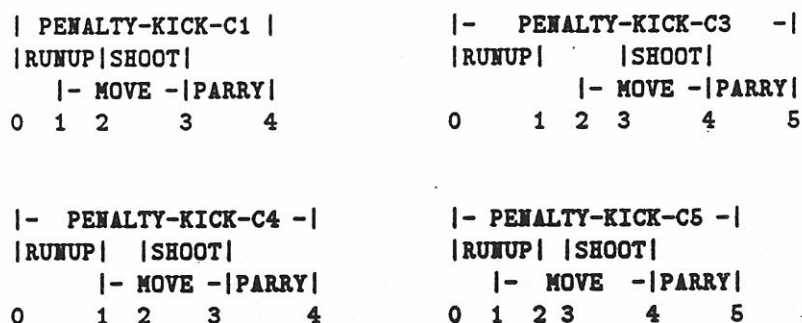 | PENALTY-KICK-C1 |
|RUNUP|SHOOT|
|- MOVE -|PARRY|
0 1 2 3 4
|- PENALTY-KICK-C3 -|
|RUNUP| |SHOOT|
|- MOVE -|PARRY|
0 1 2 3 4 5
|- PENALTY-KICK-C4 -|
|RUNUP| |SHOOT|
|- MOVE -|PARRY|
0 1 2 3 4
|- PENALTY-KICK-C5 -|
|RUNUP| |SHOOT|
|- MOVE -|PARRY|
0 1 2 3 4 5